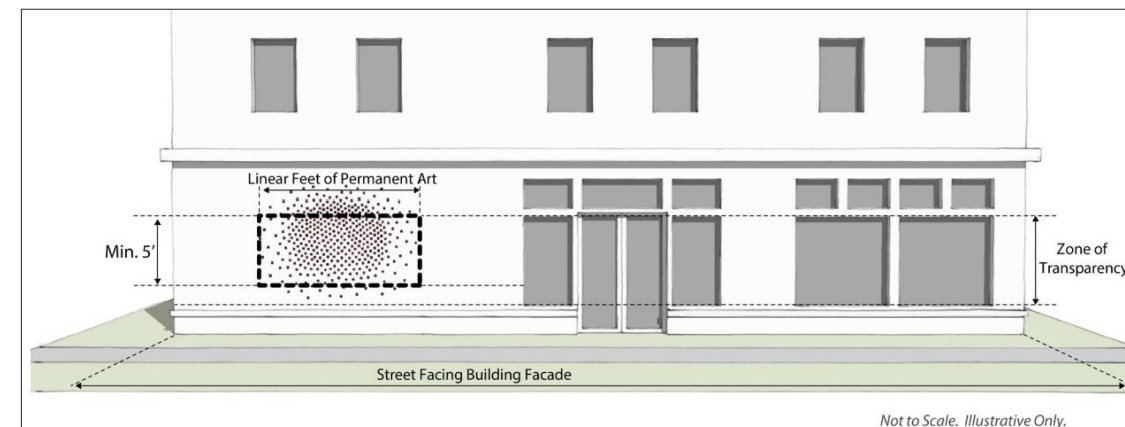 Linear Feet of Permanent Art
Min. 5'
Zone of
Transparency
Street Facing Building Facade
Not to Scale. Illustrative Only.